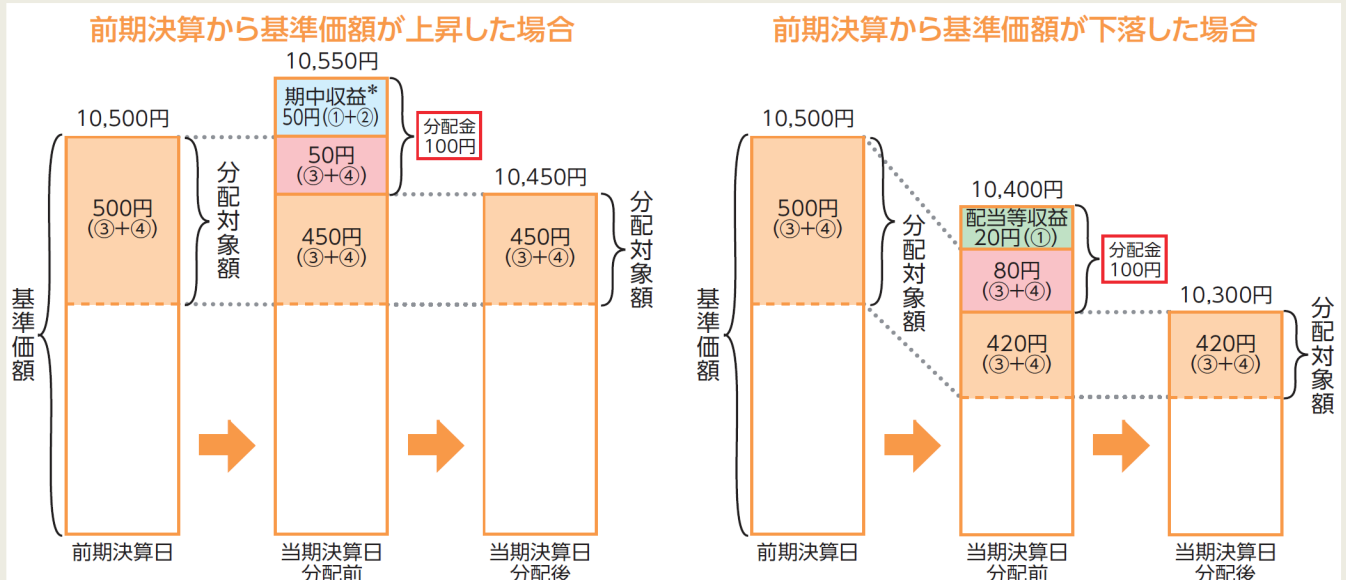 前期決算から基準価額が上昇した場合
10,550円
期中収益*
50円(①+②)
10,500円
分配金
100円
50円
(③+④)
分配対象額
10,450円
500円
(③+④)
450円
(③+④)
450円
(③+④)
分配対象額
基準価額
前期決算日
当期決算日
分配前
当期決算日
分配後
前期決算から基準価額が下落した場合
10,500円
500円
(③+④)
分配対象額
10,400円
配当等収益
20円(①)
分配金
100円
80円
(③+④)
10,300円
420円
(③+④)
420円
(③+④)
分配対象額
基準価額
前期決算日
当期決算日
分配前
当期決算日
分配後